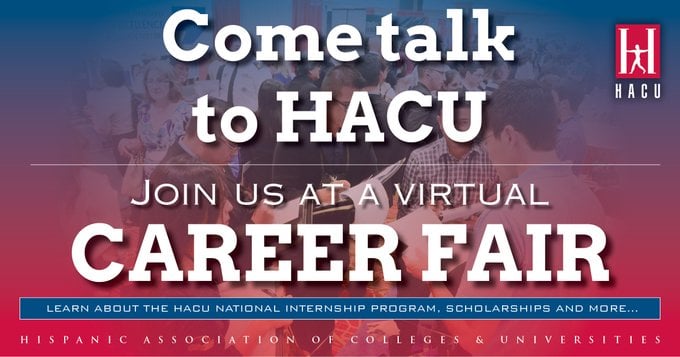 Come talk
to HACU
H
HACU
JOIN US AT A VIRTUAL
CAREER FAIR
LEARN ABOUT THE HACU NATIONAL INTERNSHIP PROGRAM, SCHOLARSHIPS AND MORE...
HISPANIC ASSOCIATION OF COLLEGES & UNIVERSITIES